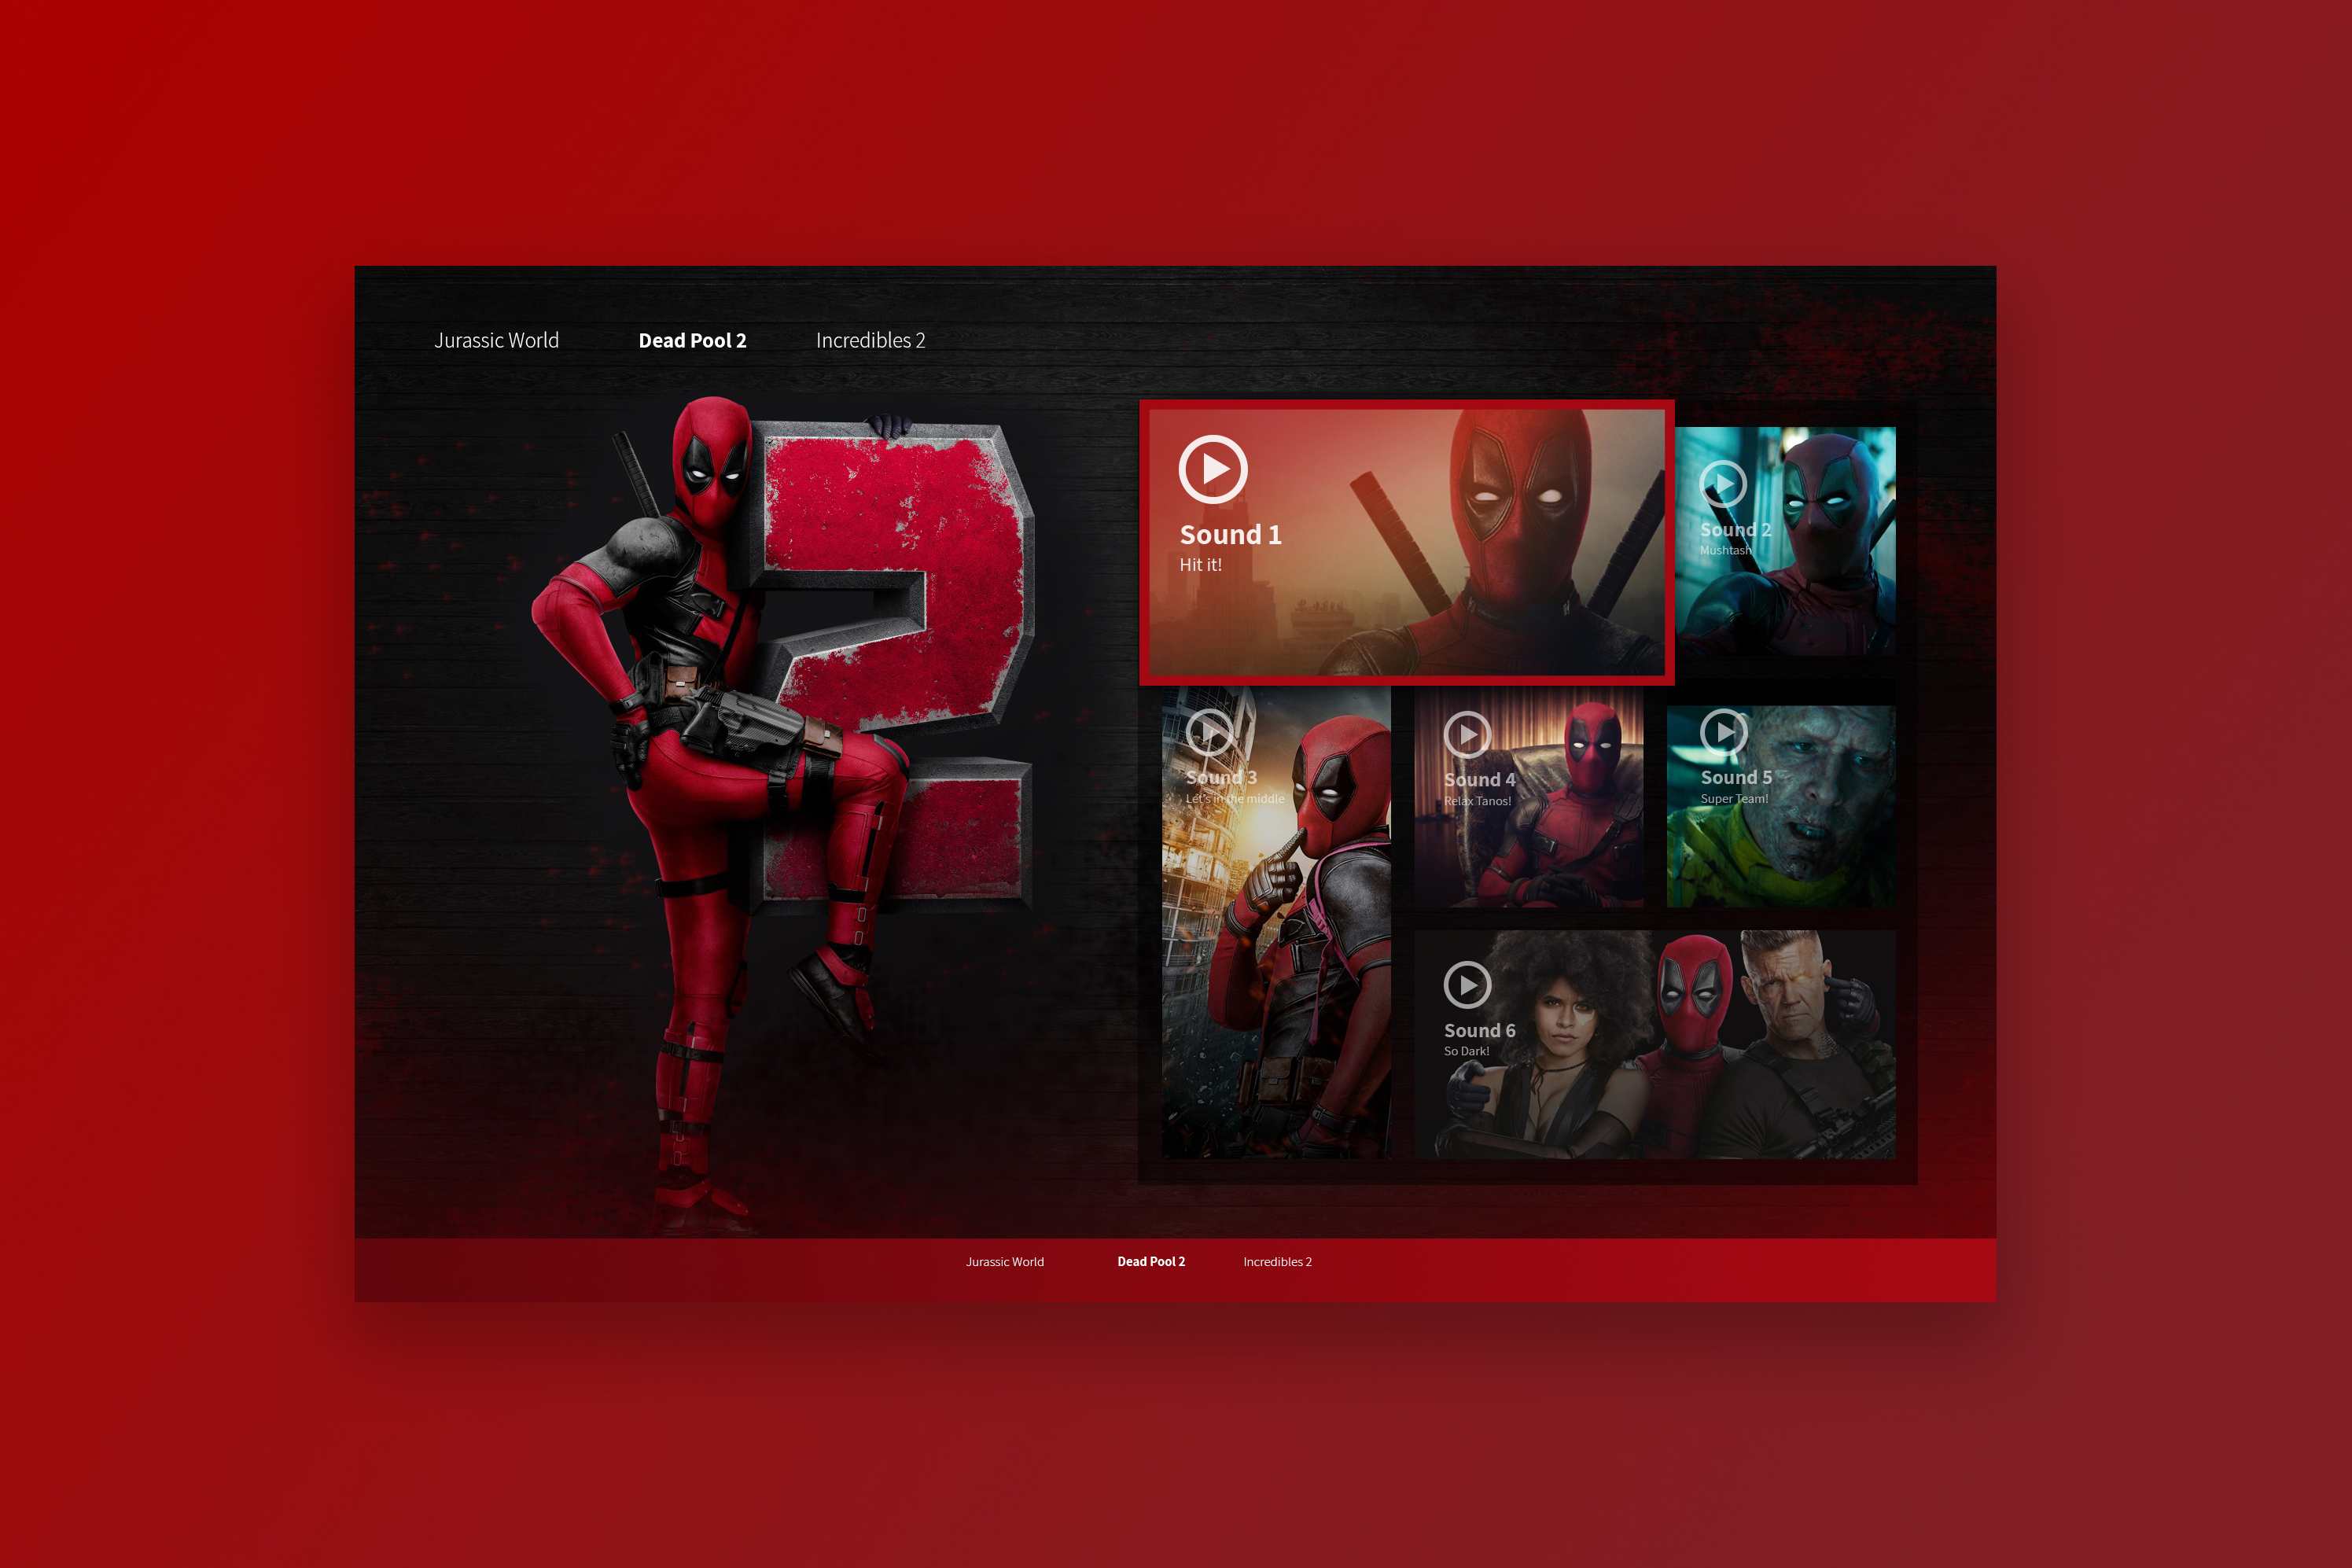 Jurassic World
Dead Pool 2
Incredibles 2
Sound 1
Hit it!
Sound 2
Mushtash
Sound 3
Let's in the middle
Sound 4
Relax Tanos!
Sound 5
Super Team!
Sound 6
So Dark!
Jurassic World
Dead Pool 2
Incredibles 2